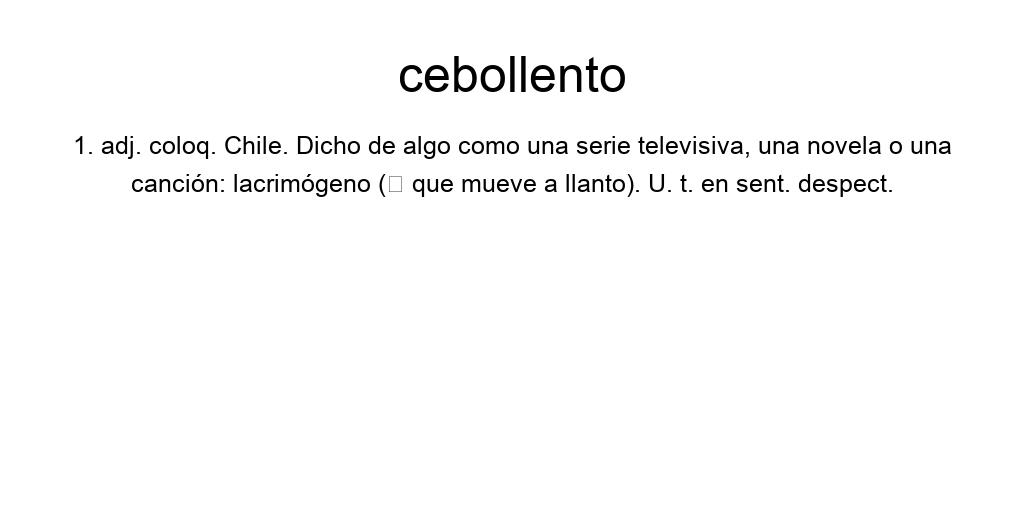 cebollento
1. adj. coloq. Chile. Dicho de algo como una serie televisiva, una novela o una
canción: lacrimógeno (▯ que mueve a llanto). U. t. en sent. despect.